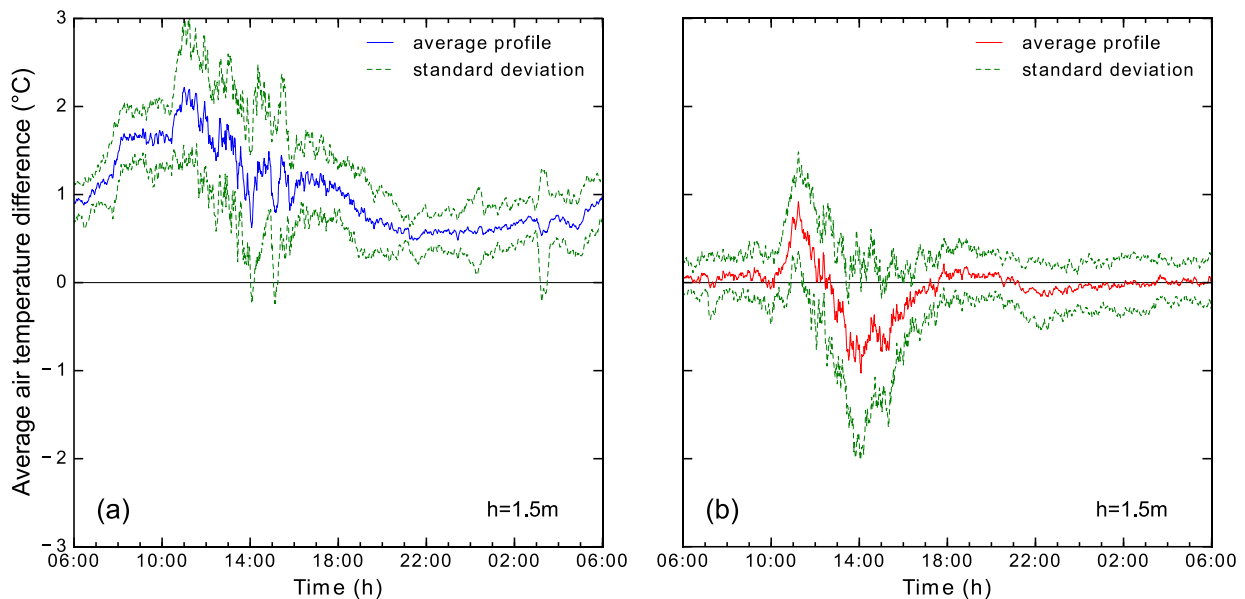 Average air temperature difference (°C)
3
2
1
0
−1
−2
−3
average profile
standard deviation
(a)
h=1.5m
06:00 10:00 14:00 18:00 22:00 02:00 06:00
Time (h)
average profile
standard deviation
(b)
h=1.5m
06:00 10:00 14:00 18:00 22:00 02:00 06:00
Time (h)